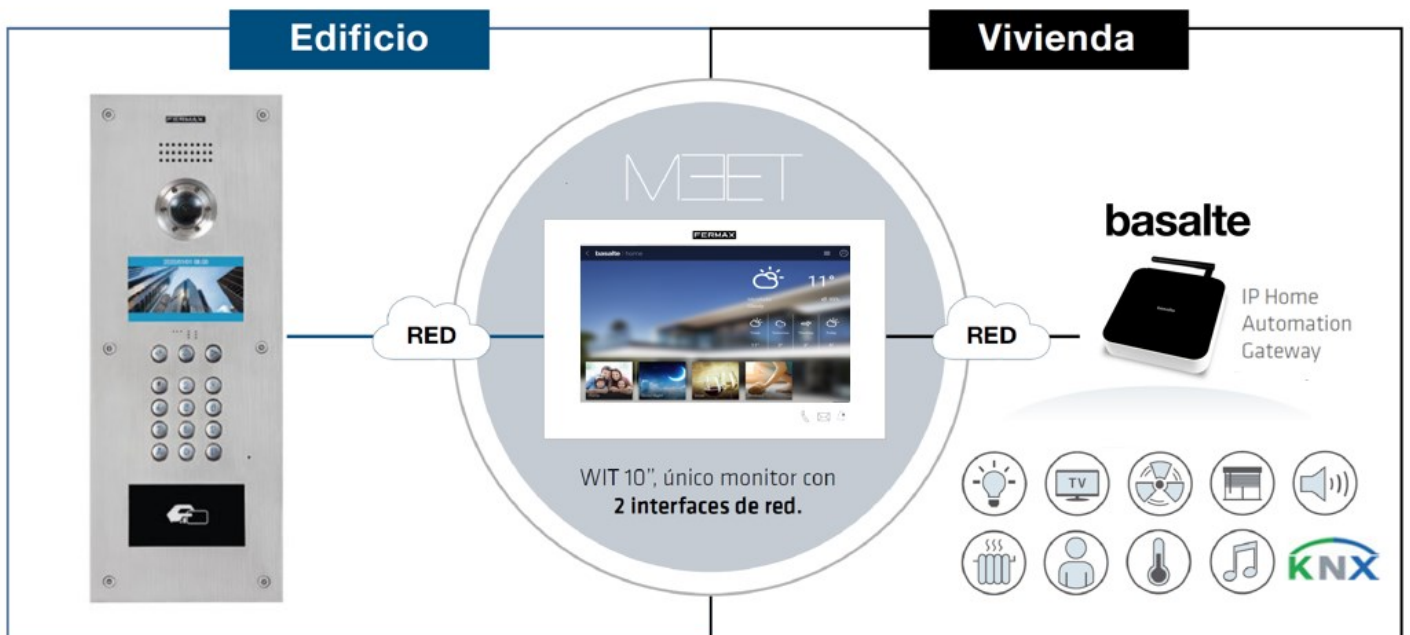 Edificio
Vivienda
FERMAX
MEET
FERMAX
basalte home
11°
RED
RED
basalte
IP Home
Automation
Gateway
WIT 10”, único monitor con
2 interfaces de red.
TV
KNX